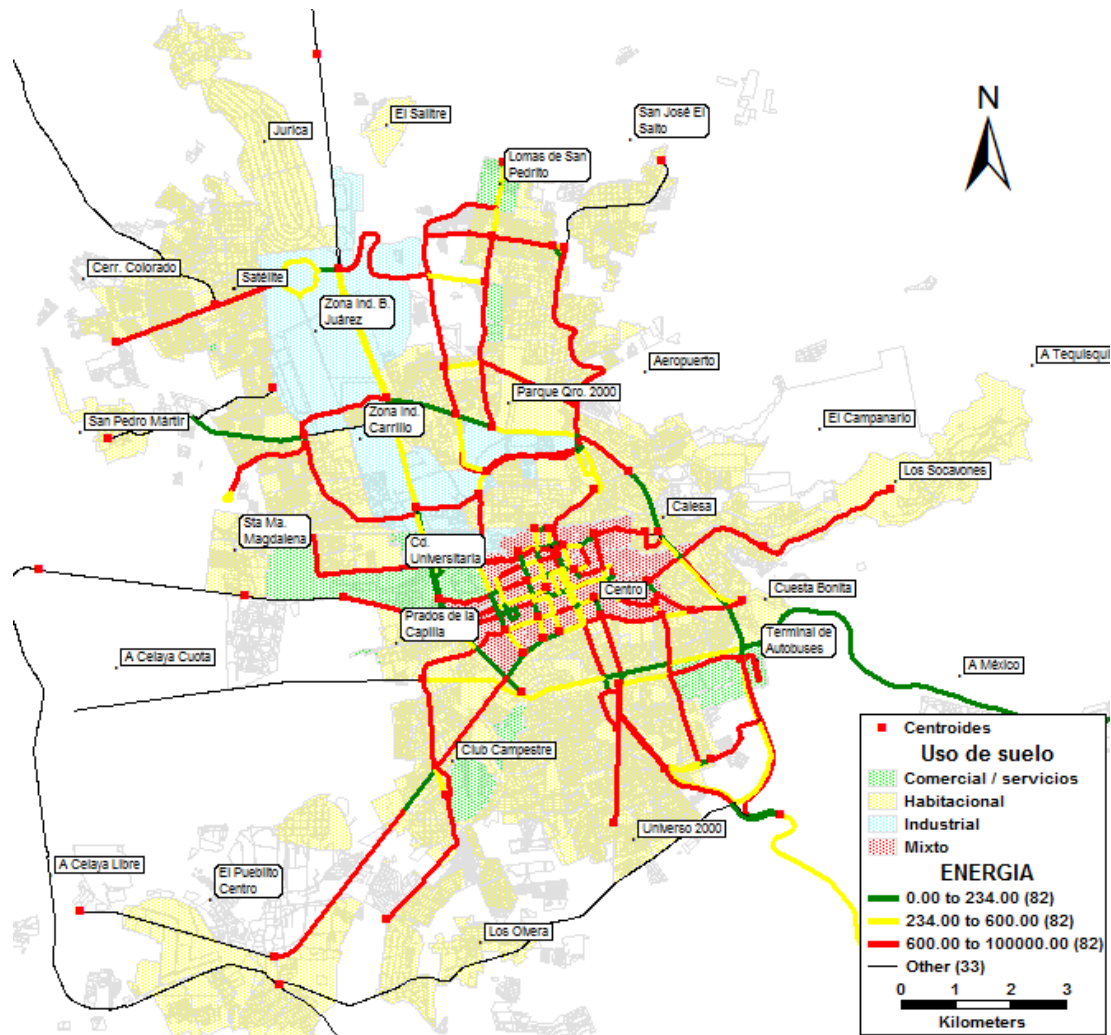 N
El Salitre
San José El
Salto
Jurica
Lomas de San
Pedrito
Cerr. Colorado
Satélite
Zona Ind. B.
Juárez
Aeropuerto
A Tequisqui
Parque Qro. 2000
San Pedro Mártir
Zona Ind.
Carrillo
El Campanario
Los Socavones
Calesa
Sta Ma.
Magdalena
Cd.
Universitaria
Centro
Cuesta Bonita
Prados de la
Capilla
Terminal de
Autobuses
A Celaya Cuota
A México
Club Campestre
Universo 2000
A Celaya Libre
El Pueblito
Centro
Los Olvera
Centroides
Uso de suelo
Comercial / servicios
Habitacional
Industrial
Mixto
ENERGIA
0.00 to 234.00 (82)
234.00 to 600.00 (82)
600.00 to 100000.00 (82)
Other (33)
0 1 2 3
Kilometers